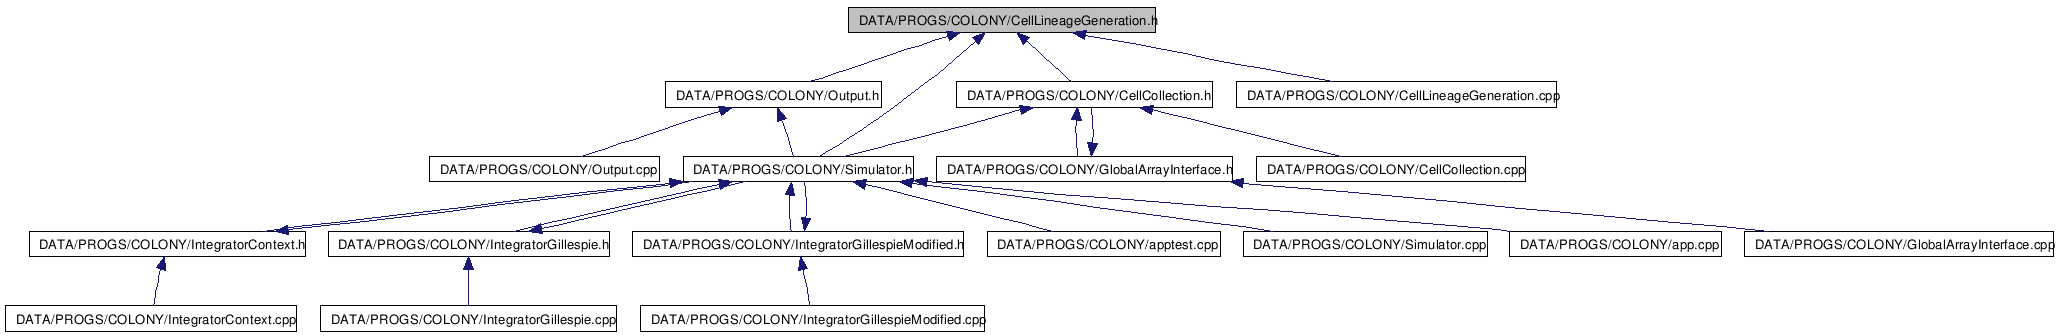 DATA/PROGS/COLONY/CellLineageGeneration.h
DATA/PROGS/COLONY/Output.h
DATA/PROGS/COLONY/CellCollection.h
DATA/PROGS/COLONY/CellLineageGeneration.cpp
DATA/PROGS/COLONY/Output.cpp
DATA/PROGS/COLONY/Simulator.h
DATA/PROGS/COLONY/GlobalArrayInterface.h
DATA/PROGS/COLONY/CellCollection.cpp
DATA/PROGS/COLONY/IntegratorContext.h
DATA/PROGS/COLONY/IntegratorGillespie.h
DATA/PROGS/COLONY/IntegratorGillespieModified.h
DATA/PROGS/COLONY/apptest.cpp
DATA/PROGS/COLONY/Simulator.cpp
DATA/PROGS/COLONY/app.cpp
DATA/PROGS/COLONY/GlobalArrayInterface.cpp
DATA/PROGS/COLONY/IntegratorContext.cpp
DATA/PROGS/COLONY/IntegratorGillespie.cpp
DATA/PROGS/COLONY/IntegratorGillespieModified.cpp